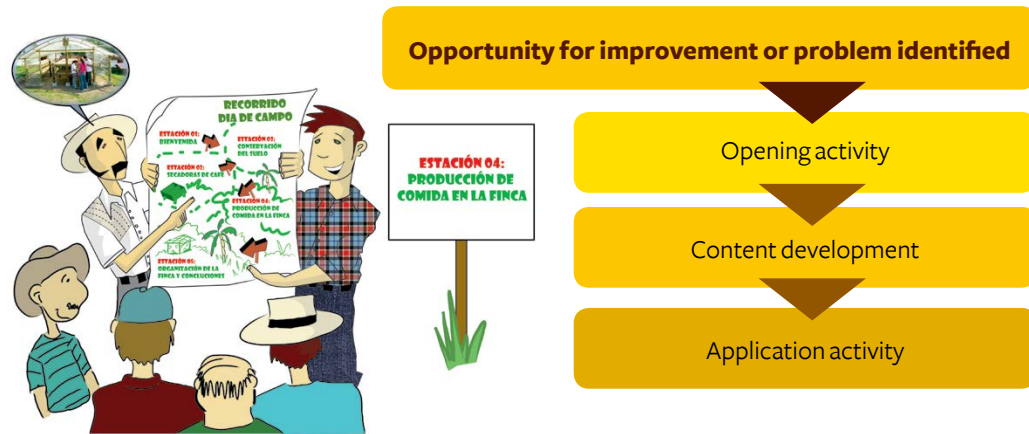 RECORRIDO
DIA DE CAMPO
ESTACIÓN 01:
BIENVENIDA
ESTACIÓN 03:
CONSERVACIÓN
DEL SUELO
ESTACIÓN 02:
SECADORAS DE CAFE
ESTACIÓN 04:
PRODUCCIÓN DE
COMIDA EN LA FINCA
ESTACIÓN 05:
ORGANIZACIÓN DE LA
FINCA Y CONCLUCIONES
ESTACIÓN 04:
PRODUCCIÓN DE
COMIDA EN LA FINCA
Opportunity for improvement or problem identified
Opening activity
Content development
Application activity